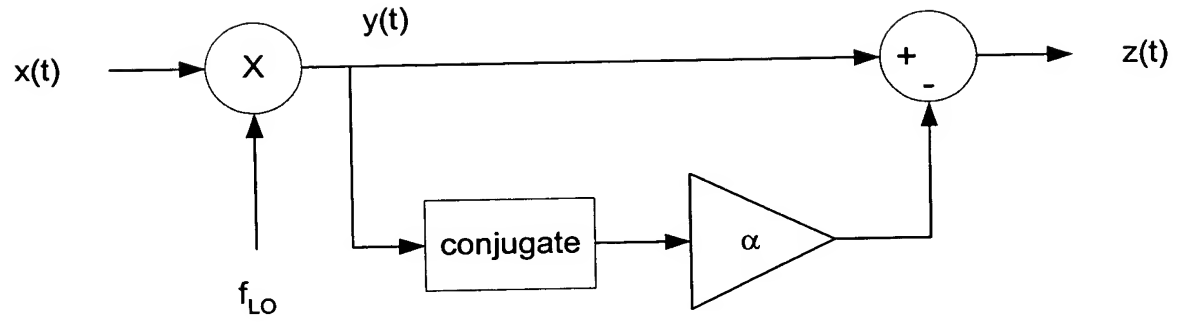 y(t)
x(t)
X
+
-
z(t)
conjugate
α
f_LO